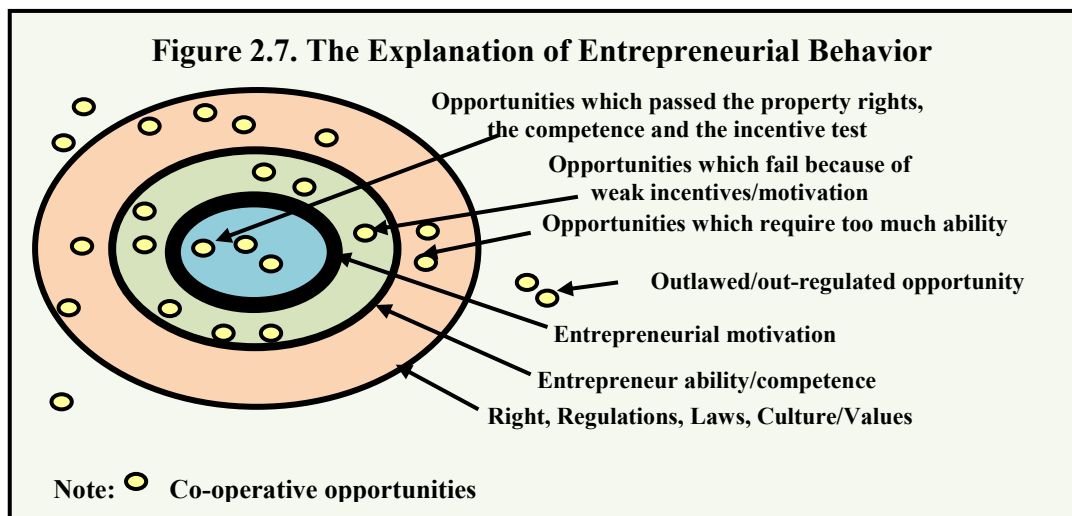 Figure 2.7. The Explanation of Entrepreneurial Behavior
Opportunities which passed the property rights,
the competence and the incentive test
Opportunities which fail because of
weak incentives/motivation
Opportunities which require too much ability
Outlawed/out-regulated opportunity
Entrepreneurial motivation
Entrepreneur ability/competence
Right, Regulations, Laws, Culture/Values
Note: Co-operative opportunities